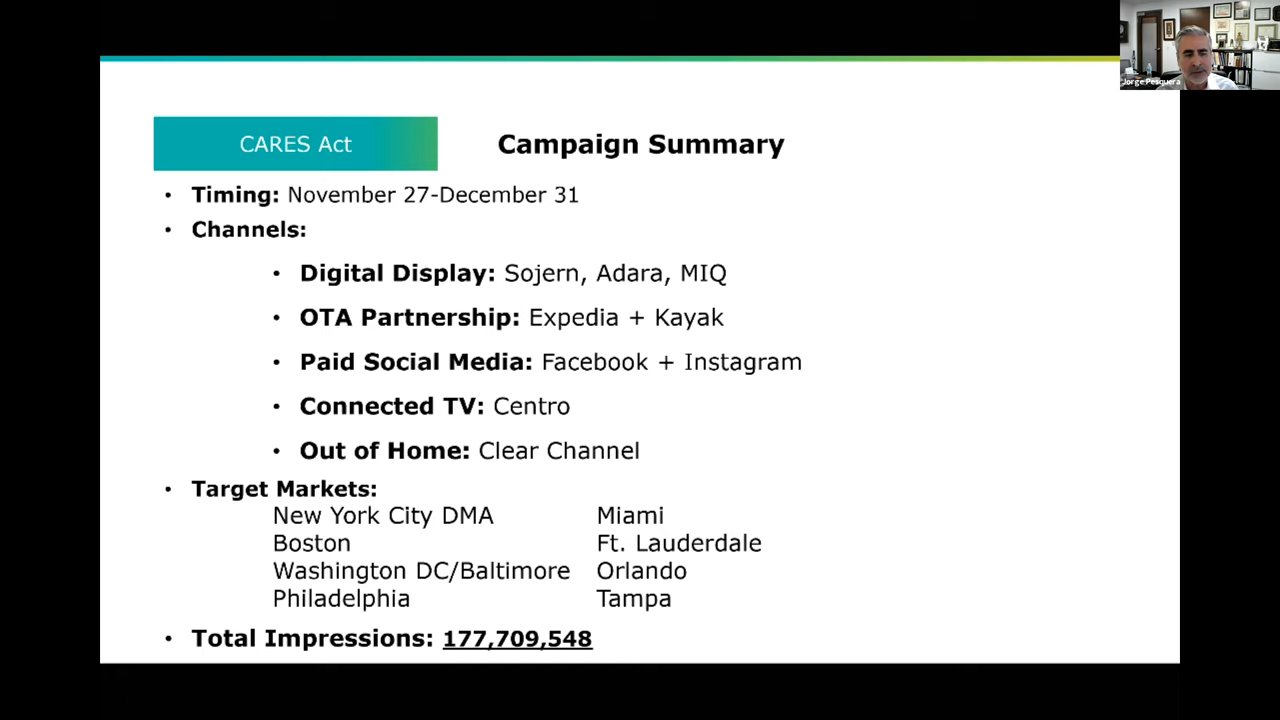 Jorge Pesquera
CARES Act
Campaign Summary
• Timing: November 27-December 31
• Channels:
• Digital Display: Sojern, Adara, MIQ
• OTA Partnership: Expedia + Kayak
• Paid Social Media: Facebook + Instagram
• Connected TV: Centro
• Out of Home: Clear Channel
• Target Markets:
New York City DMA Miami
Boston Ft. Lauderdale
Washington DC/Baltimore Orlando
Philadelphia Tampa
• Total Impressions: 177,709,548